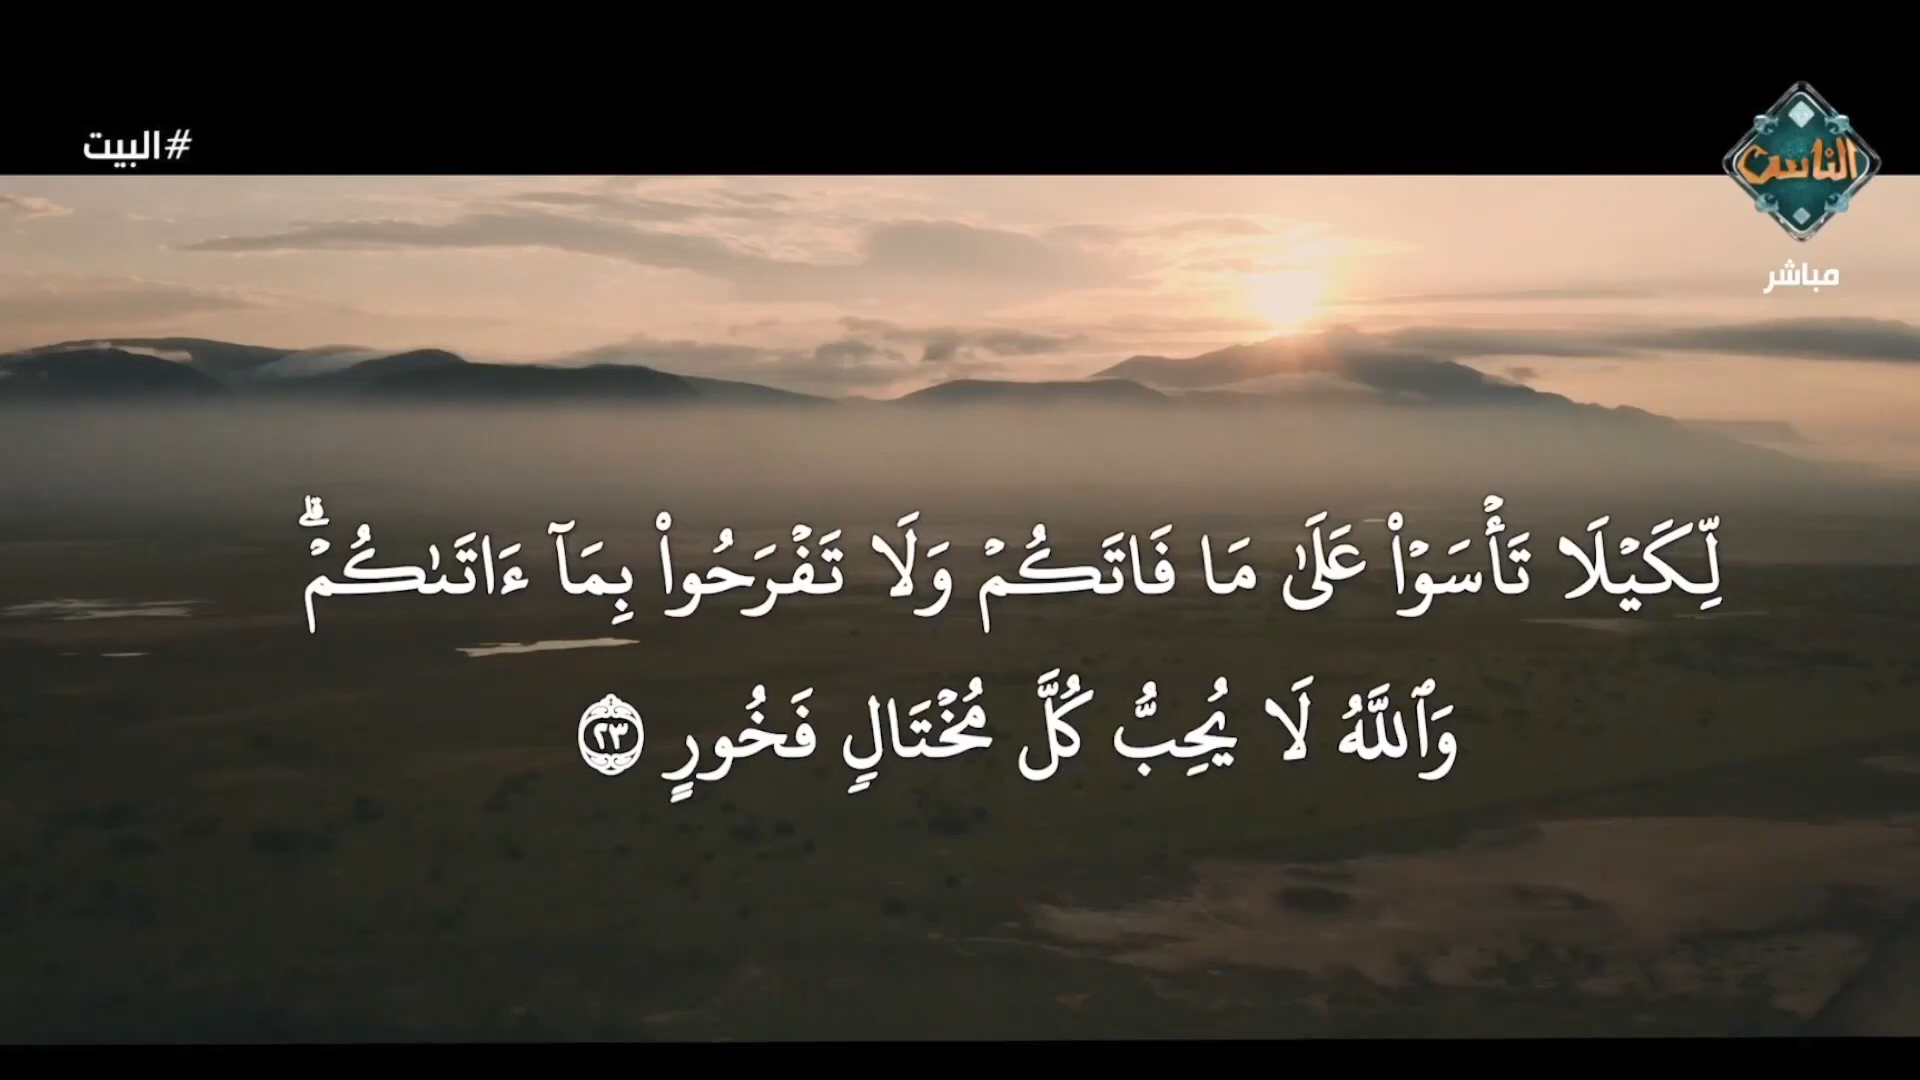 #البيت
الناس
مباشر
لِّكَيْلَا تَأْسَوْا۟ عَلَىٰ مَا فَاتَكُمْ وَلَا تَفْرَحُوا۟ بِمَآ ءَاتَىٰكُمْ ۗ
وَٱللَّهُ لَا يُحِبُّ كُلَّ مُخْتَالٍ فَخُورٍ ٢٣